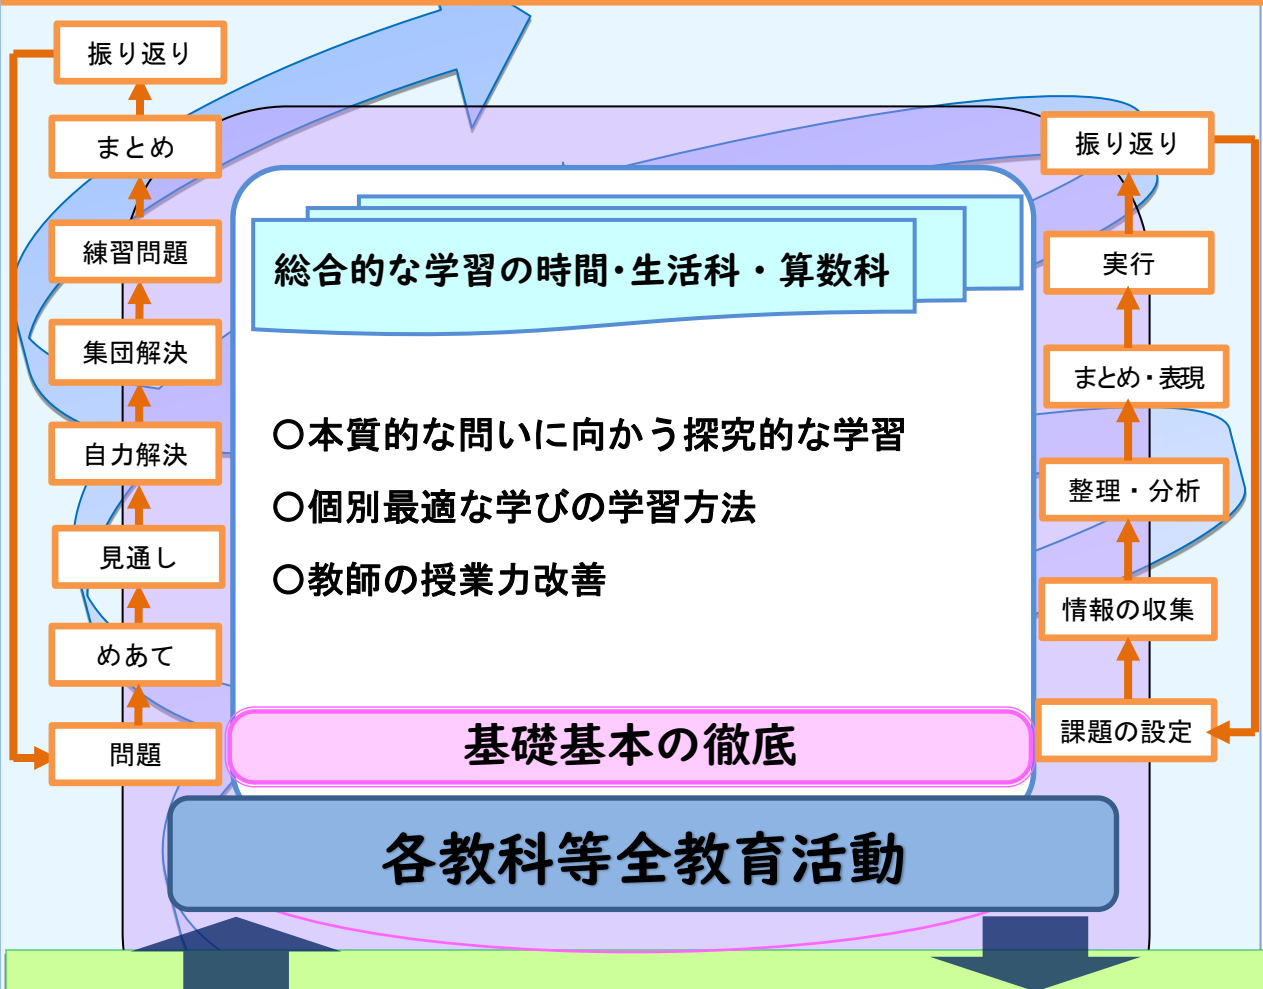 振り返り
まとめ
練習問題
集団解決
自力解決
見通し
めあて
問題
総合的な学習の時間・生活科・算数科
〇本質的な問いに向かう探究的な学習
〇個別最適な学びの学習方法
〇教師の授業力改善
基礎基本の徹底
各教科等全教育活動
振り返り
実行
まとめ・表現
整理・分析
情報の収集
課題の設定